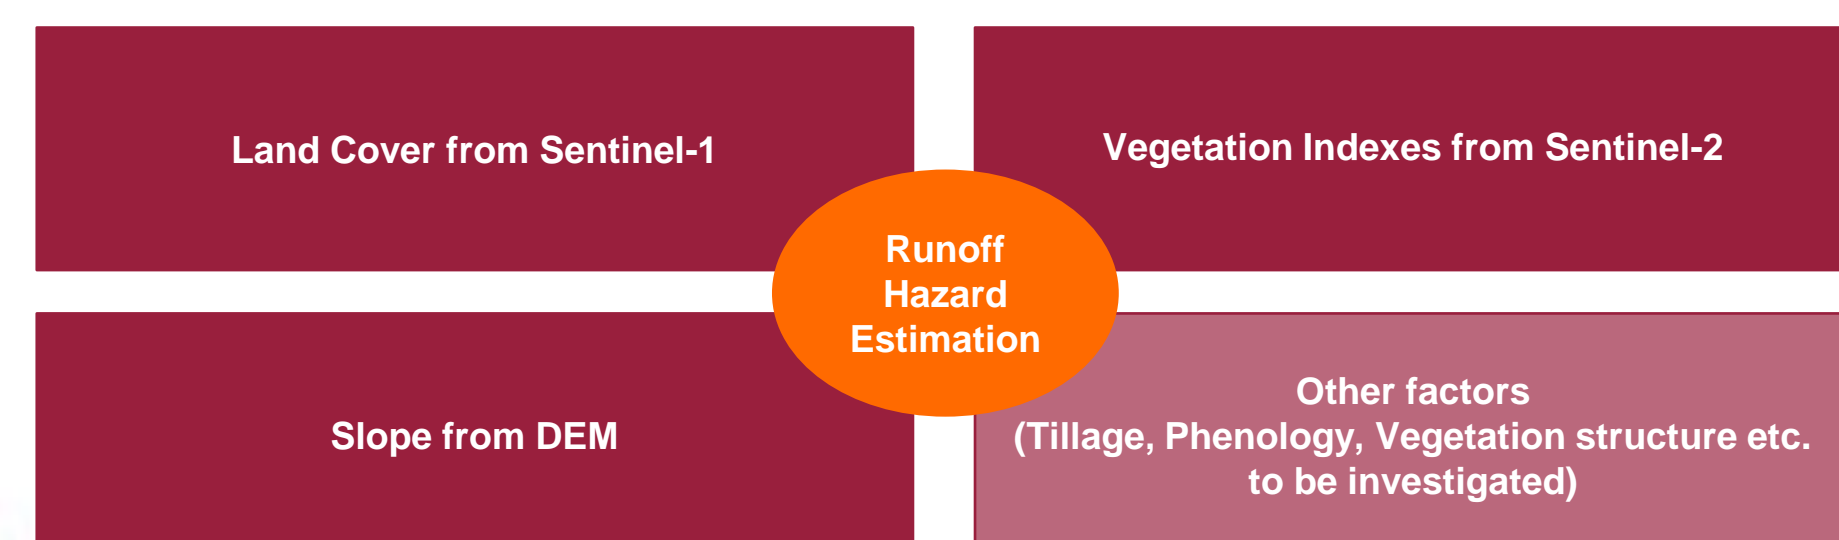 Land Cover from Sentinel-1
Vegetation Indexes from Sentinel-2
Runoff
Hazard
Estimation
Slope from DEM
Other factors
(Tillage, Phenology, Vegetation structure etc.
to be investigated)